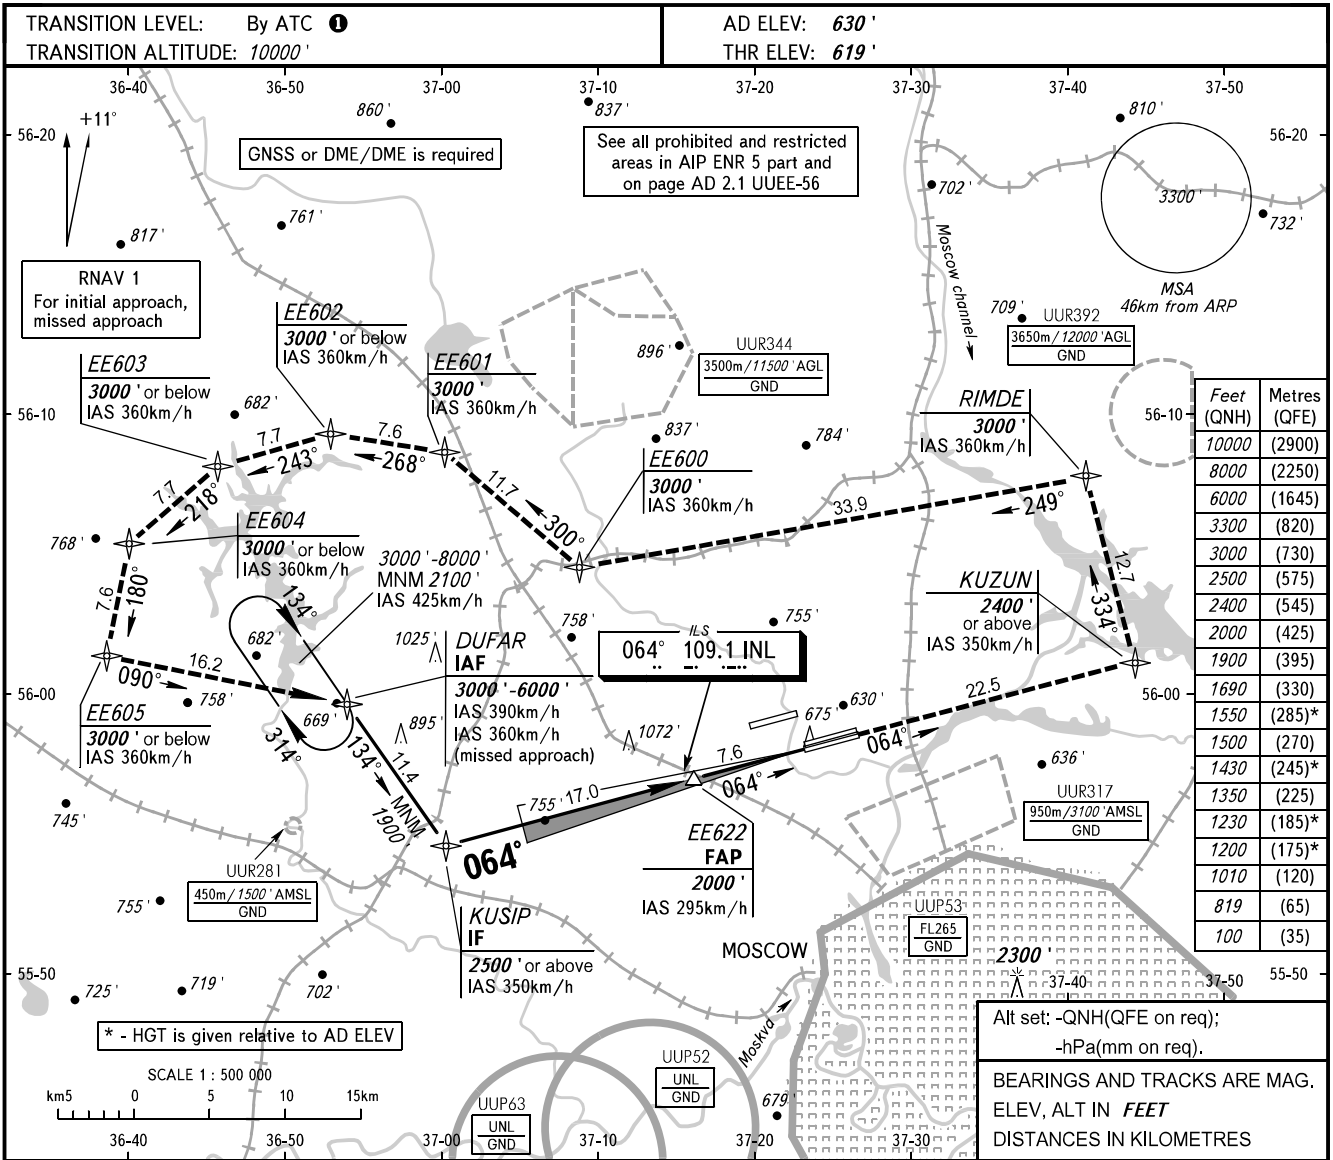 TRANSITION LEVEL: By ATC ❶
TRANSITION ALTITUDE: 10000 '
AD ELEV: 630 '
THR ELEV: 619 '
36-40
36-50
37-00
37-10
37-20
37-30
37-40
37-50
56-20
56-20
+11°
860 '
837
810 '
GNSS or DME/DME is required
See all prohibited and restricted
areas in AIP ENR 5 part and
on page AD 2.1 UUEE-56
702 '
3300 '
732 '
761 '
817 '
Moscow channel
MSA
46km from ARP
RNAV 1
For initial approach,
missed approach
EE602
3000 ' or below
IAS 360km/h
EE603
3000 ' or below
IAS 360km/h
EE601
3000 '
IAS 360km/h
896 '
UUR344
3500m/11500 'AGL
GND
709 '
UUR392
3650m/12000 'AGL
GND
RIMDE
3000 '
IAS 360km/h
56-10
56-10
682 '
837 '
784 '
7.7
243°
7.6
268°
11.7
300°
EE600
3000 '
IAS 360km/h
33.9
249°
7.7
218°
768 '
EE604
3000 ' or below
IAS 360km/h
3000 '-8000 '
MNM 2100 '
IAS 425km/h
7.6
180°
134°
KUZUN
2400 '
or above
IAS 350km/h
12.7
334°
682 '
1025 '
758 '
755 '
DUFAR
IAF
3000 '-6000 '
IAS 390km/h
IAS 360km/h
(missed approach)
ILS
064° 109.1 INL
16.2
090°
758 '
669 '
314°
56-00
56-00
EE605
3000 ' or below
IAS 360km/h
134°
11.4
MNM
1900
895 '
1072 '
675 '
630 '
22.5
064°
7.6
064°
755 '
17.0
064°
636 '
UUR317
950m/3100 'AMSL
GND
745 '
UUR281
450m/1500 'AMSL
GND
EE622
FAP
2000 '
IAS 295km/h
755 '
KUSIP
IF
2500 ' or above
IAS 350km/h
MOSCOW
UUP53
FL265
GND
2300 '
55-50
55-50
725 '
719 '
702 '
37-40
37-50
* - HGT is given relative to AD ELEV
SCALE 1 : 500 000
km5 0 5 10 15km
UUP63
UNL
GND
UUP52
UNL
GND
679
36-40
36-50
37-00
37-10
37-20
37-30
Feet Metres
(QNH) (QFE)
10000 (2900)
8000 (2250)
6000 (1645)
3300 (820)
3000 (730)
2500 (575)
2400 (545)
2000 (425)
1900 (395)
1690 (330)
1550 (285)*
1500 (270)
1430 (245)*
1350 (225)
1230 (185)*
1200 (175)*
1010 (120)
819 (65)
100 (35)
Alt set: -QNH(QFE on req);
-hPa(mm on req).
BEARINGS AND TRACKS ARE MAG.
ELEV, ALT IN FEET
DISTANCES IN KILOMETRES